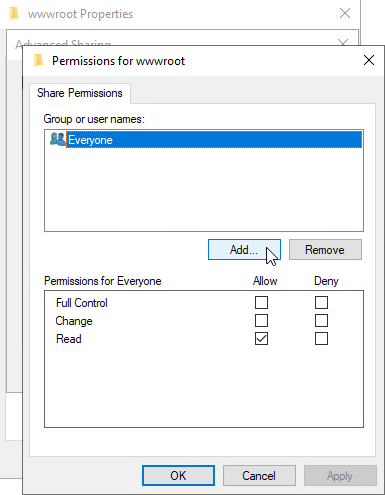 wwwroot Properties
Advanced Sharing
Permissions for wwwroot
Share Permissions
Group or user names:
Everyone
Add...
Remove
Permissions for Everyone Allow Deny
Full Control
Change
Read
OK
Cancel
Apply